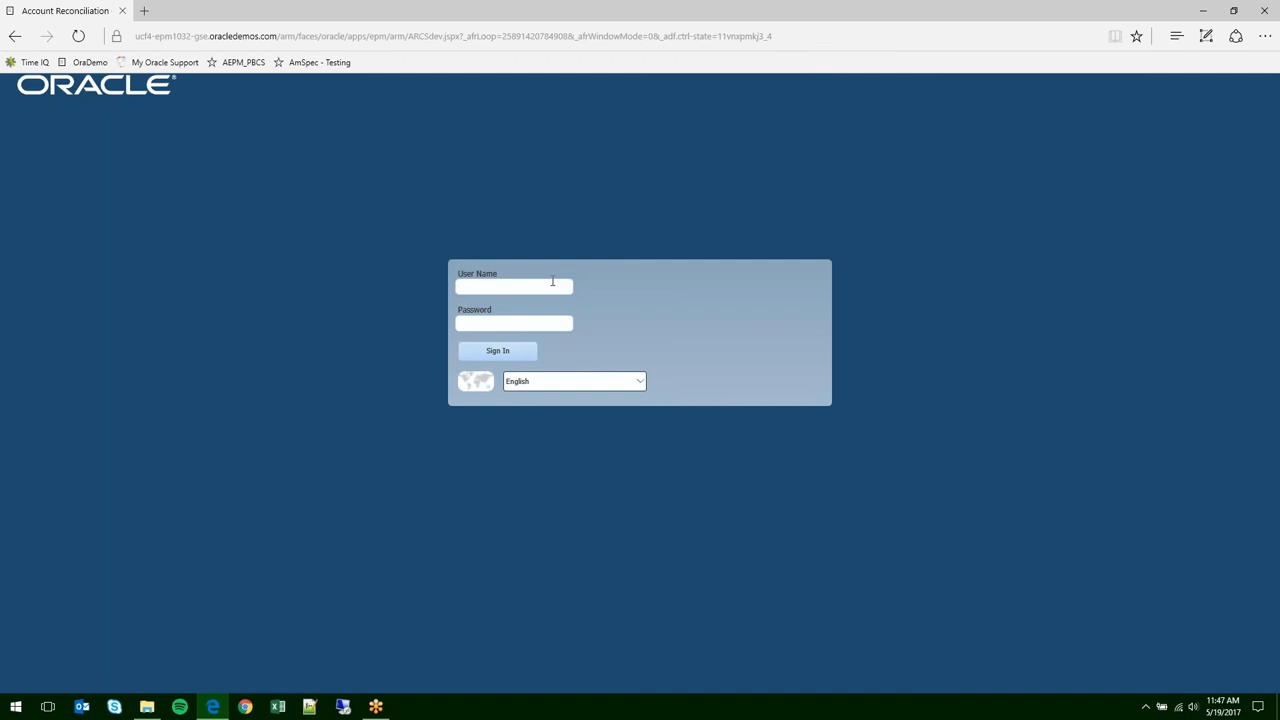 Account Reconciliation
ucf4-epm1032-gse.oracledemos.com/arm/faces/oracle/apps/epm/arm/ARCSdev.jspx?_afrLoop=25891420784908&_afrWindowMode=0&_adf.ctrl-state=11vnxpmkj3_4
Time IQ OraDemo My Oracle Support AEPM_PBCS AmSpec - Testing
ORACLE®
User Name
Password
Sign In
English
11:47 AM
5/19/2017